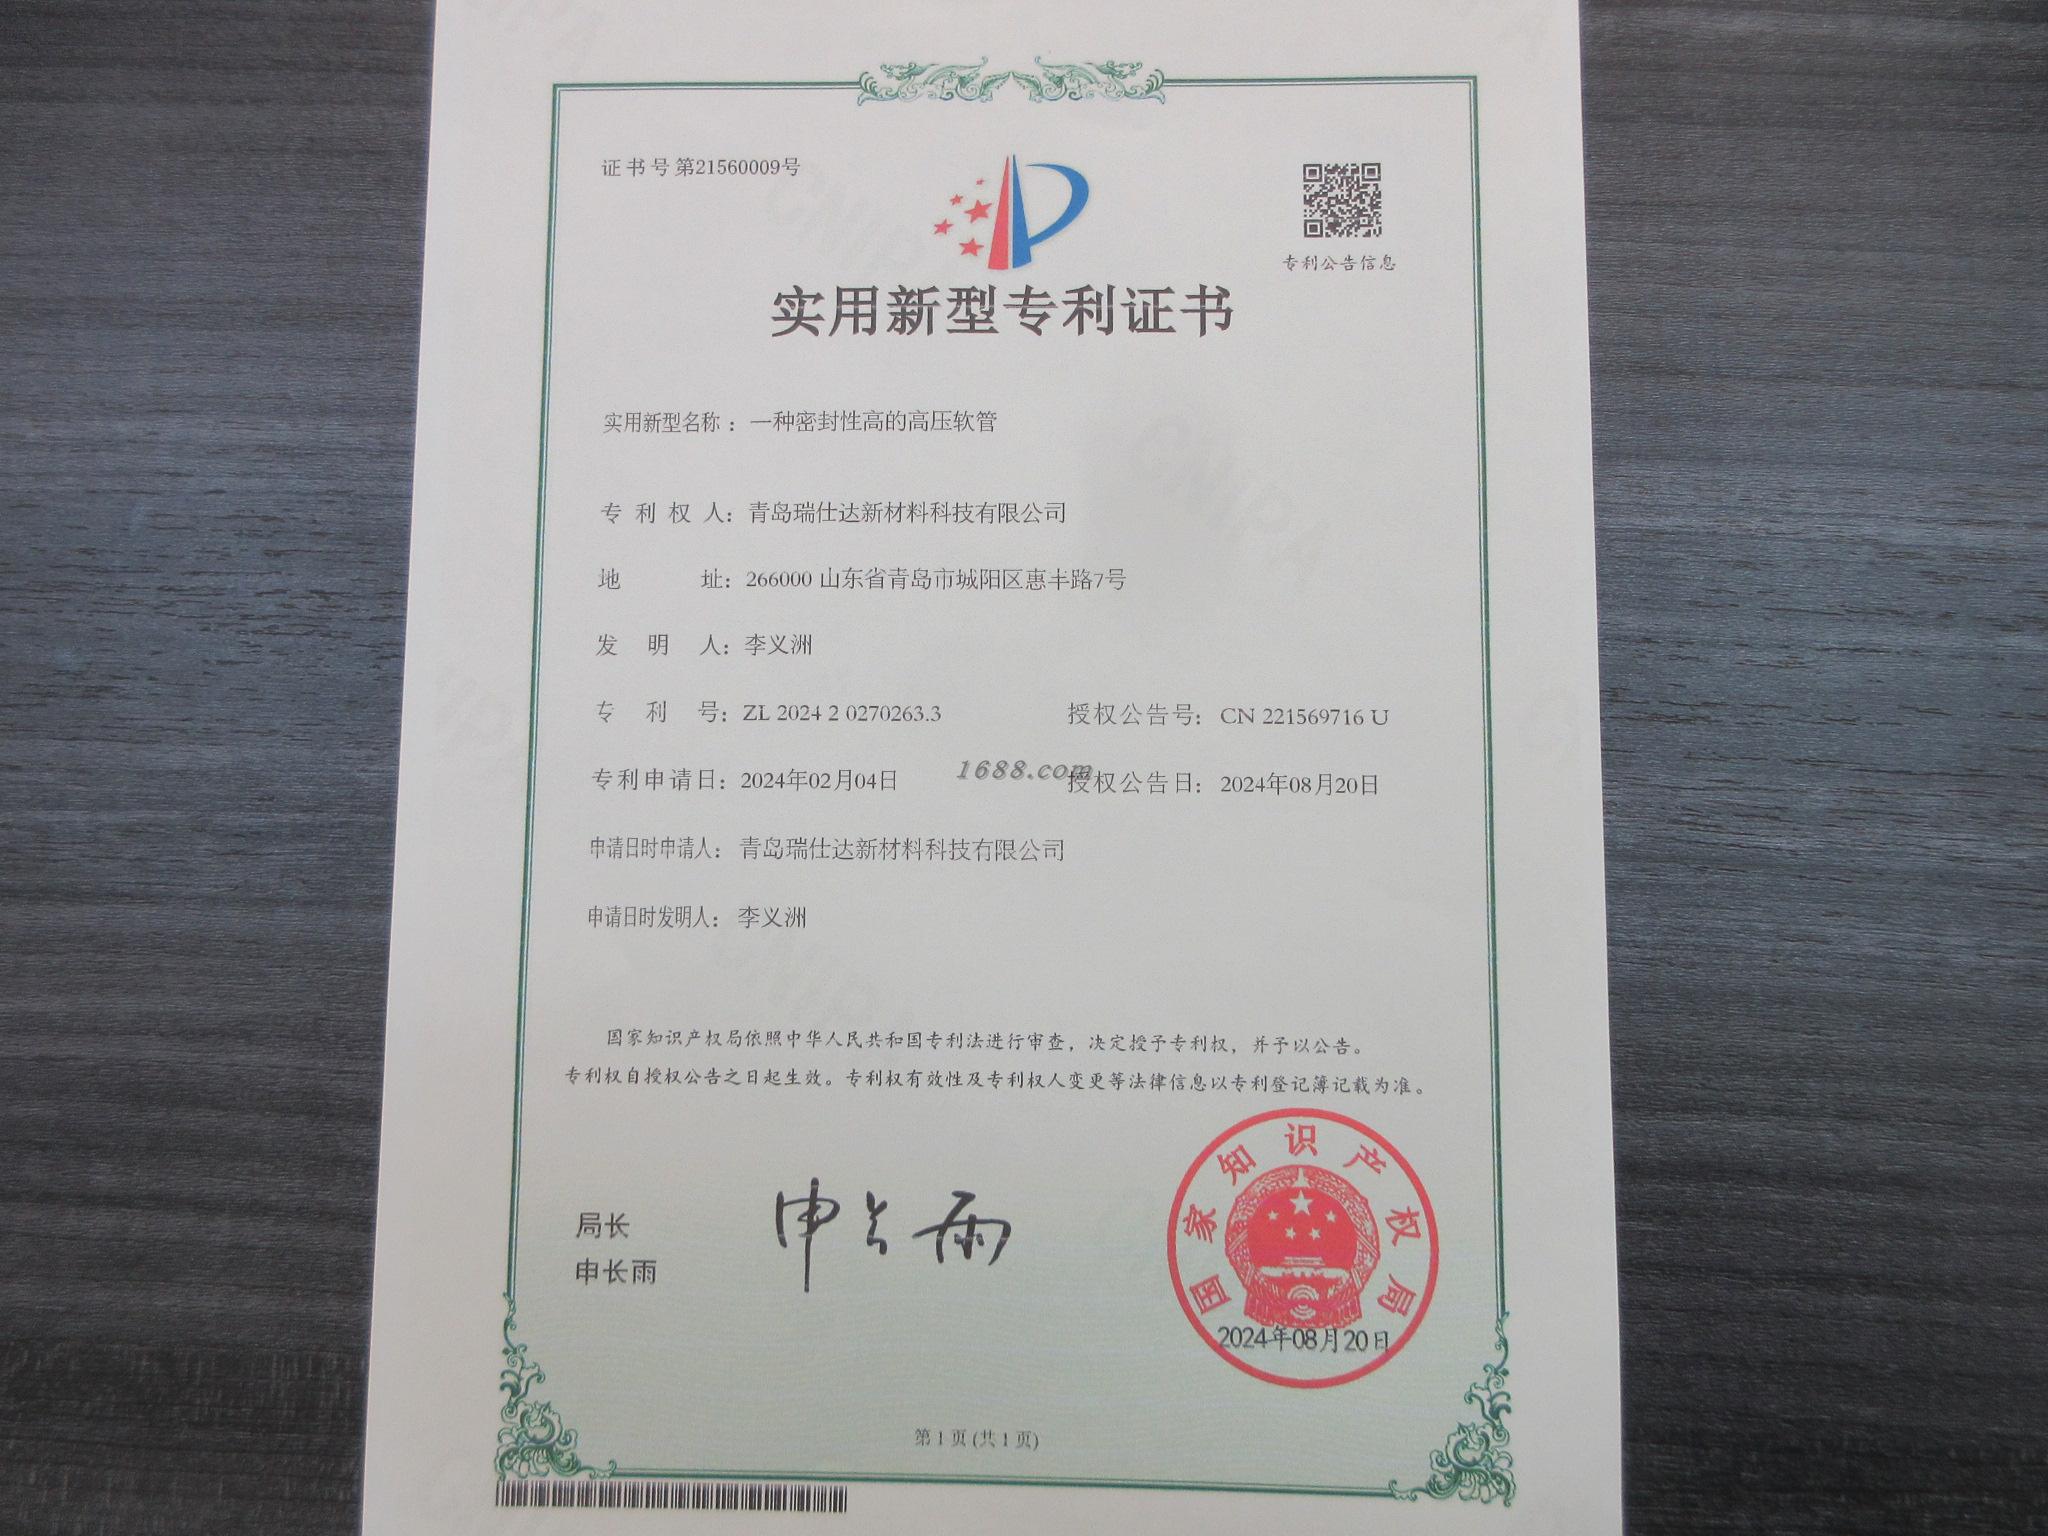 证书号第21560009号
专利公告信息
实用新型专利证书
实用新型名称：一种密封性高的高压软管
专利权人：青岛瑞仕达新材料科技有限公司
地址：266000 山东省青岛市城阳区惠丰路7号
发明人：李义洲
专利号：ZL 2024 2 0270263.3 授权公告号：CN 221569716 U
专利申请日：2024年02月04日 授权公告日：2024年08月20日
1688.com
申请日时申请人：青岛瑞仕达新材料科技有限公司
申请日时发明人：李义洲
国家知识产权局依照中华人民共和国专利法进行审查，决定授予专利权，并予以公告。
专利权自授权公告之日起生效。专利权有效性及专利权人变更等法律信息以专利登记簿记载为准。
局长
申长雨
申长雨
国家知识产权局
2024年08月20日
第1页(共1页)
CNIPA